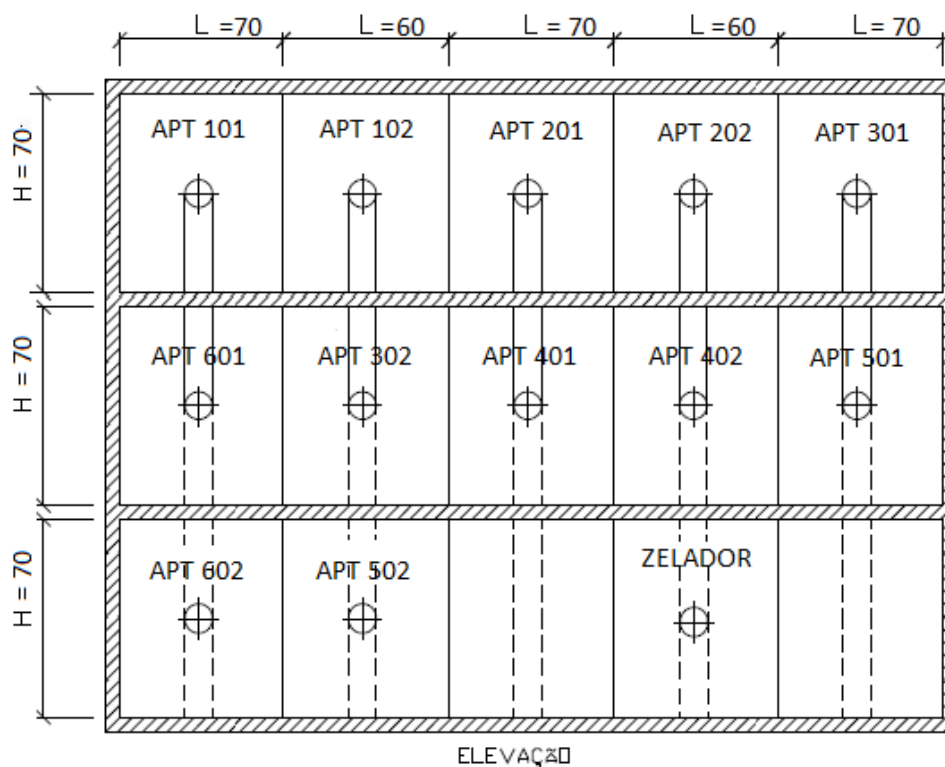 L =70 L =60 L = 70 L =60 L = 70
APT 101 APT 102 APT 201 APT 202 APT 301
H = 70
APT 601 APT 302 APT 401 APT 402 APT 501
H = 70
APT 602 APT 502 ZELADOR
H = 70
ELEVAÇÃO